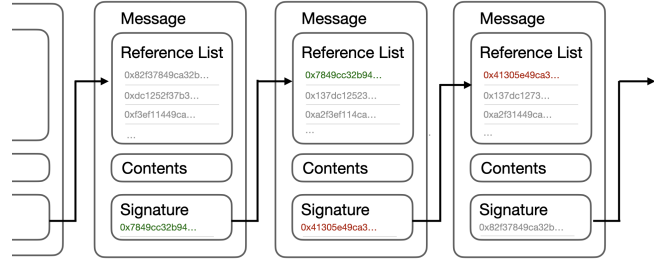 Message
Reference List
0x82f37849ca32b…
0xdc1252f37b3…
0xf3ef11449ca…
…
Contents
Signature
0x7849cc32b94…
Message
Reference List
0x7849cc32b94…
0x137dc12523…
0xa2f3ef114ca…
…
Contents
Signature
0x41305e49ca3…
Message
Reference List
0x41305e49ca3…
0x137dc1273…
0xa2f31449ca…
…
Contents
Signature
0x82f37849ca32b…